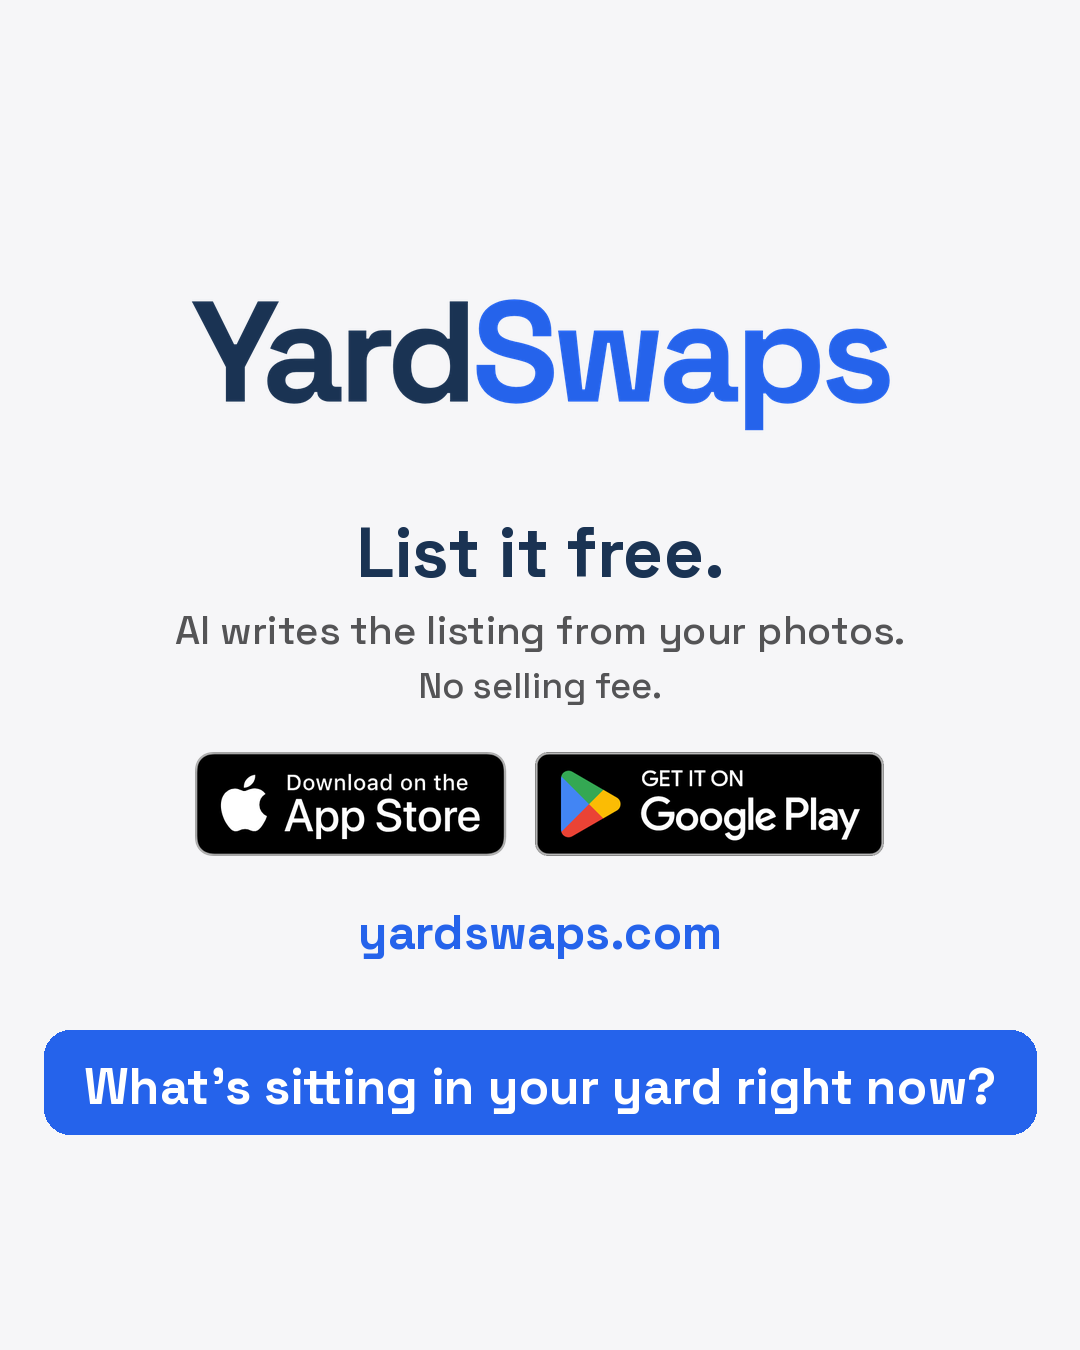 YardSwaps
List it free.
AI writes the listing from your photos.
No selling fee.
Download on the
App Store
GET IT ON
Google Play
yardswaps.com
What's sitting in your yard right now?